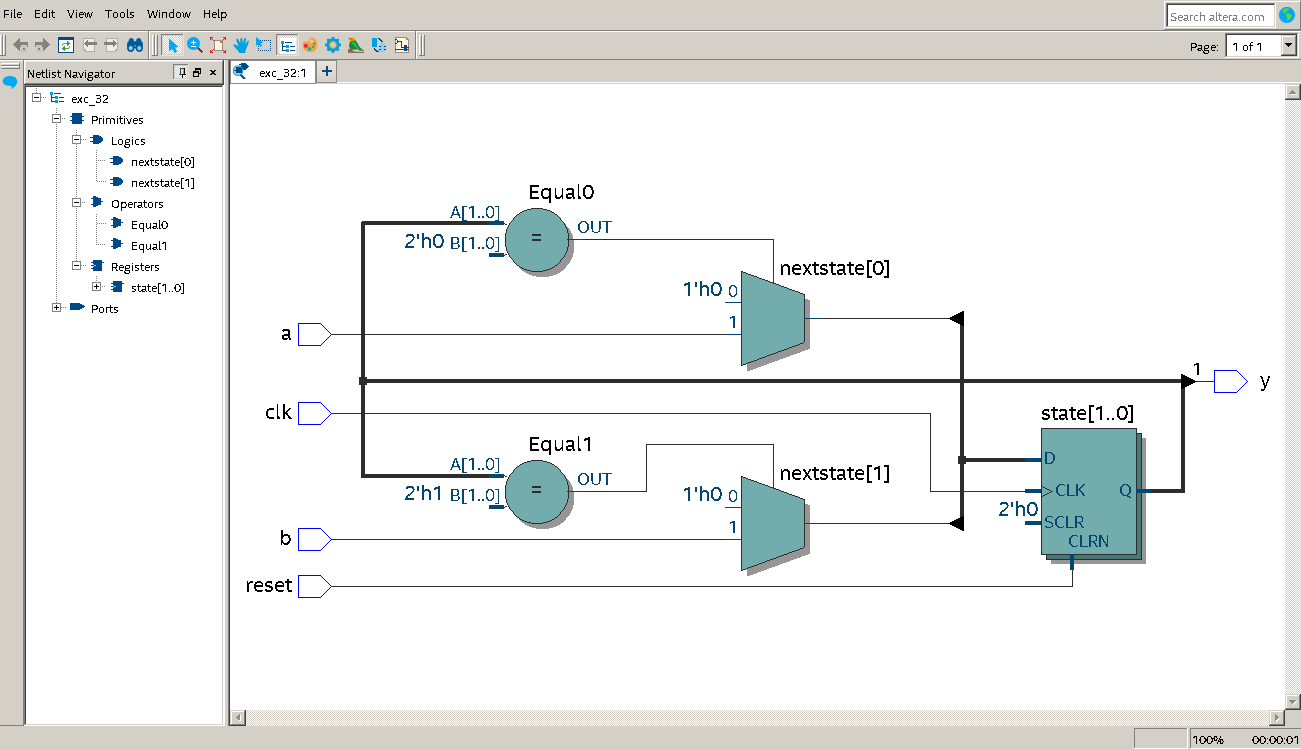 File Edit View Tools Window Help
Search altera.com
Page: 1 of 1
Netlist Navigator
exc_32:1
exc_32
Primitives
Logics
nextstate[0]
nextstate[1]
Operators
Equal0
Equal1
Registers
state[1..0]
Ports
Equal0
A[1..0]
2'h0 B[1..0]
=
OUT
nextstate[0]
1'h0 0
1
a
1
y
clk
state[1..0]
D
CLK
Q
2'h0
SCLR
CLRN
Equal1
A[1..0]
2'h1 B[1..0]
=
OUT
nextstate[1]
1'h0 0
1
b
reset
100% 00:00:01